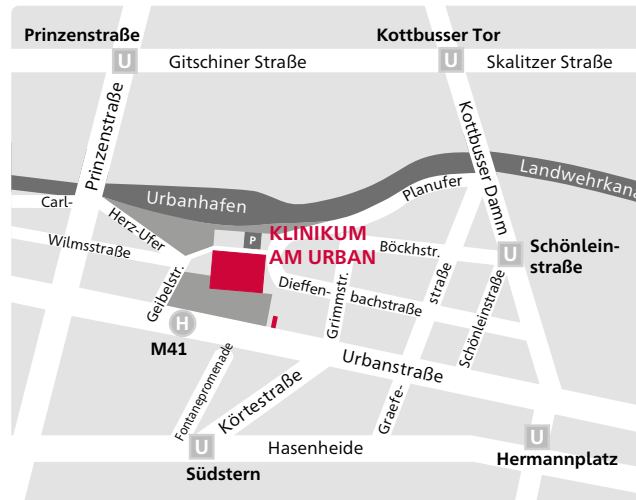 Prinzenstraße
Kottbusser Tor
U
Gitschiner Straße
U
Skalitzer Straße
Prinzenstraße
Kottbusser Damm
Landwehrkana
Planufer
Urbanhafen
Carl-
Herz-Ufer
P
KLINIKUM
AM URBAN
Wilmsstraße
Böckhstr.
U
Schönlein-
straße
Geibelstr.
Dieffen-
bachstraße
Grimmstr.
Graefe-
straße
Schönleinstraße
H
M41
Urbanstraße
Fontanepromenade
Körtestraße
U
Südstern
Hasenheide
U
Hermannplatz